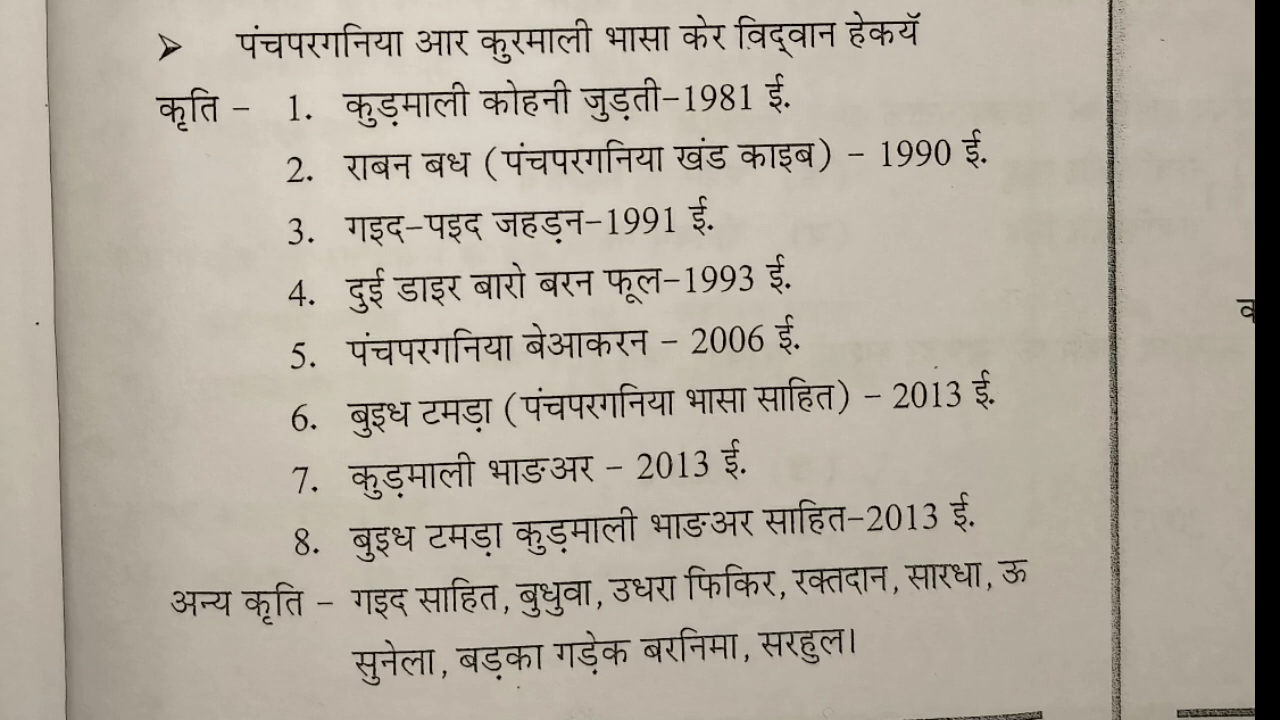 ➤ पंचपरगनिया आर कुरमाली भासा केर विद्वान हेकयॅ
कृति – 1. कुड़माली कोहनी जुड़ती–1981 ई.
2. राबन बध (पंचपरगनिया खंड काइब) – 1990 ई.
3. गइद–पइद जहड़न–1991 ई.
4. दुई डाइर बारो बरन फूल–1993 ई.
5. पंचपरगनिया बेआकरन – 2006 ई.
6. बुइध टमड़ा (पंचपरगनिया भासा साहित) – 2013 ई.
7. कुड़माली भाङअर – 2013 ई.
8. बुइध टमड़ा कुड़माली भाङअर साहित–2013 ई.
अन्य कृति – गइद साहित, बुधुवा, उधरा फिकिर, रक्तदान, सारधा, ऊ
सुनेला, बड़का गड़ेक बरनिमा, सरहुल।